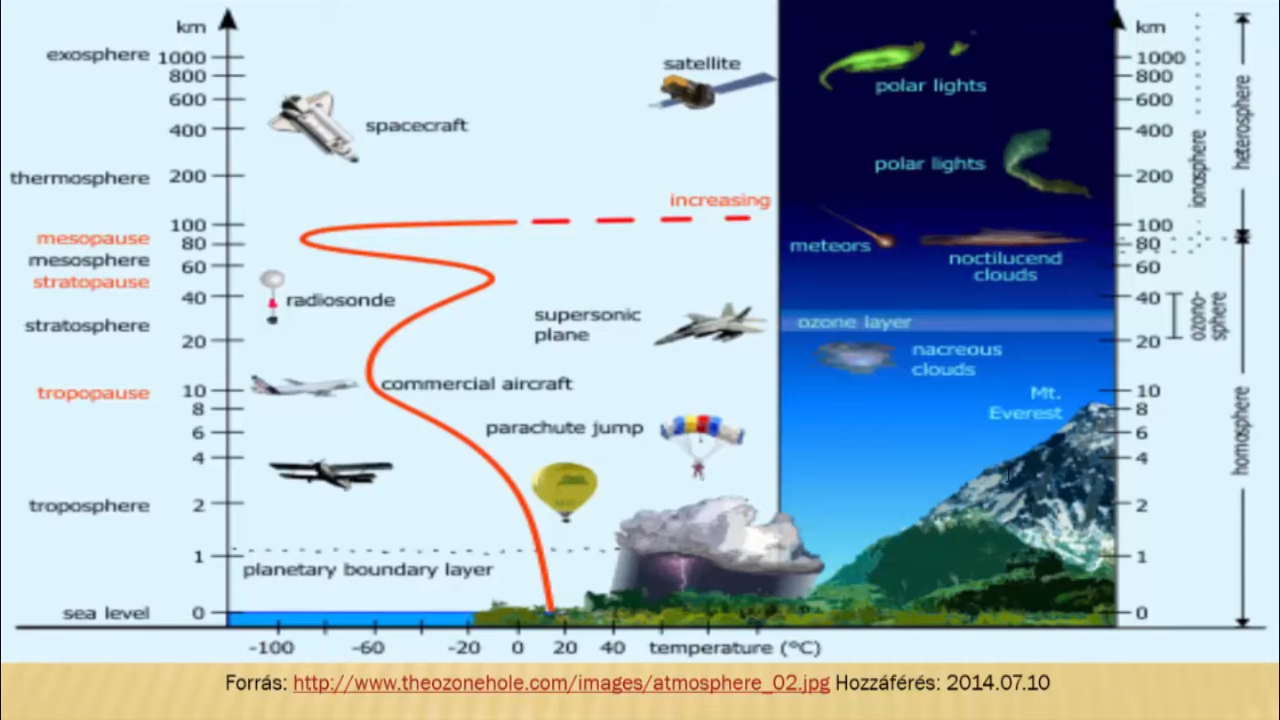 km
km
exosphere
1000
800
600
400
200
100
80
60
40
20
10
8
6
4
2
1
0
thermosphere
mesopause
mesosphere
stratopause
stratosphere
tropopause
troposphere
sea level
satellite
spacecraft
increasing
radiosonde
supersonic
plane
commercial aircraft
parachute jump
planetary boundary layer
polar lights
polar lights
meteors
noctilucend
clouds
ozone layer
nacreous
clouds
Mt.
Everest
1000
800
600
400
200
100
80
60
40
20
10
8
6
4
2
1
0
ionosphere
heterosphere
ozono-
sphere
homosphere
-100 -60 -20 0 20 40 temperature (°C)
Forrás: http://www.theozonehole.com/images/atmosphere_02.jpg Hozzáférés: 2014.07.10